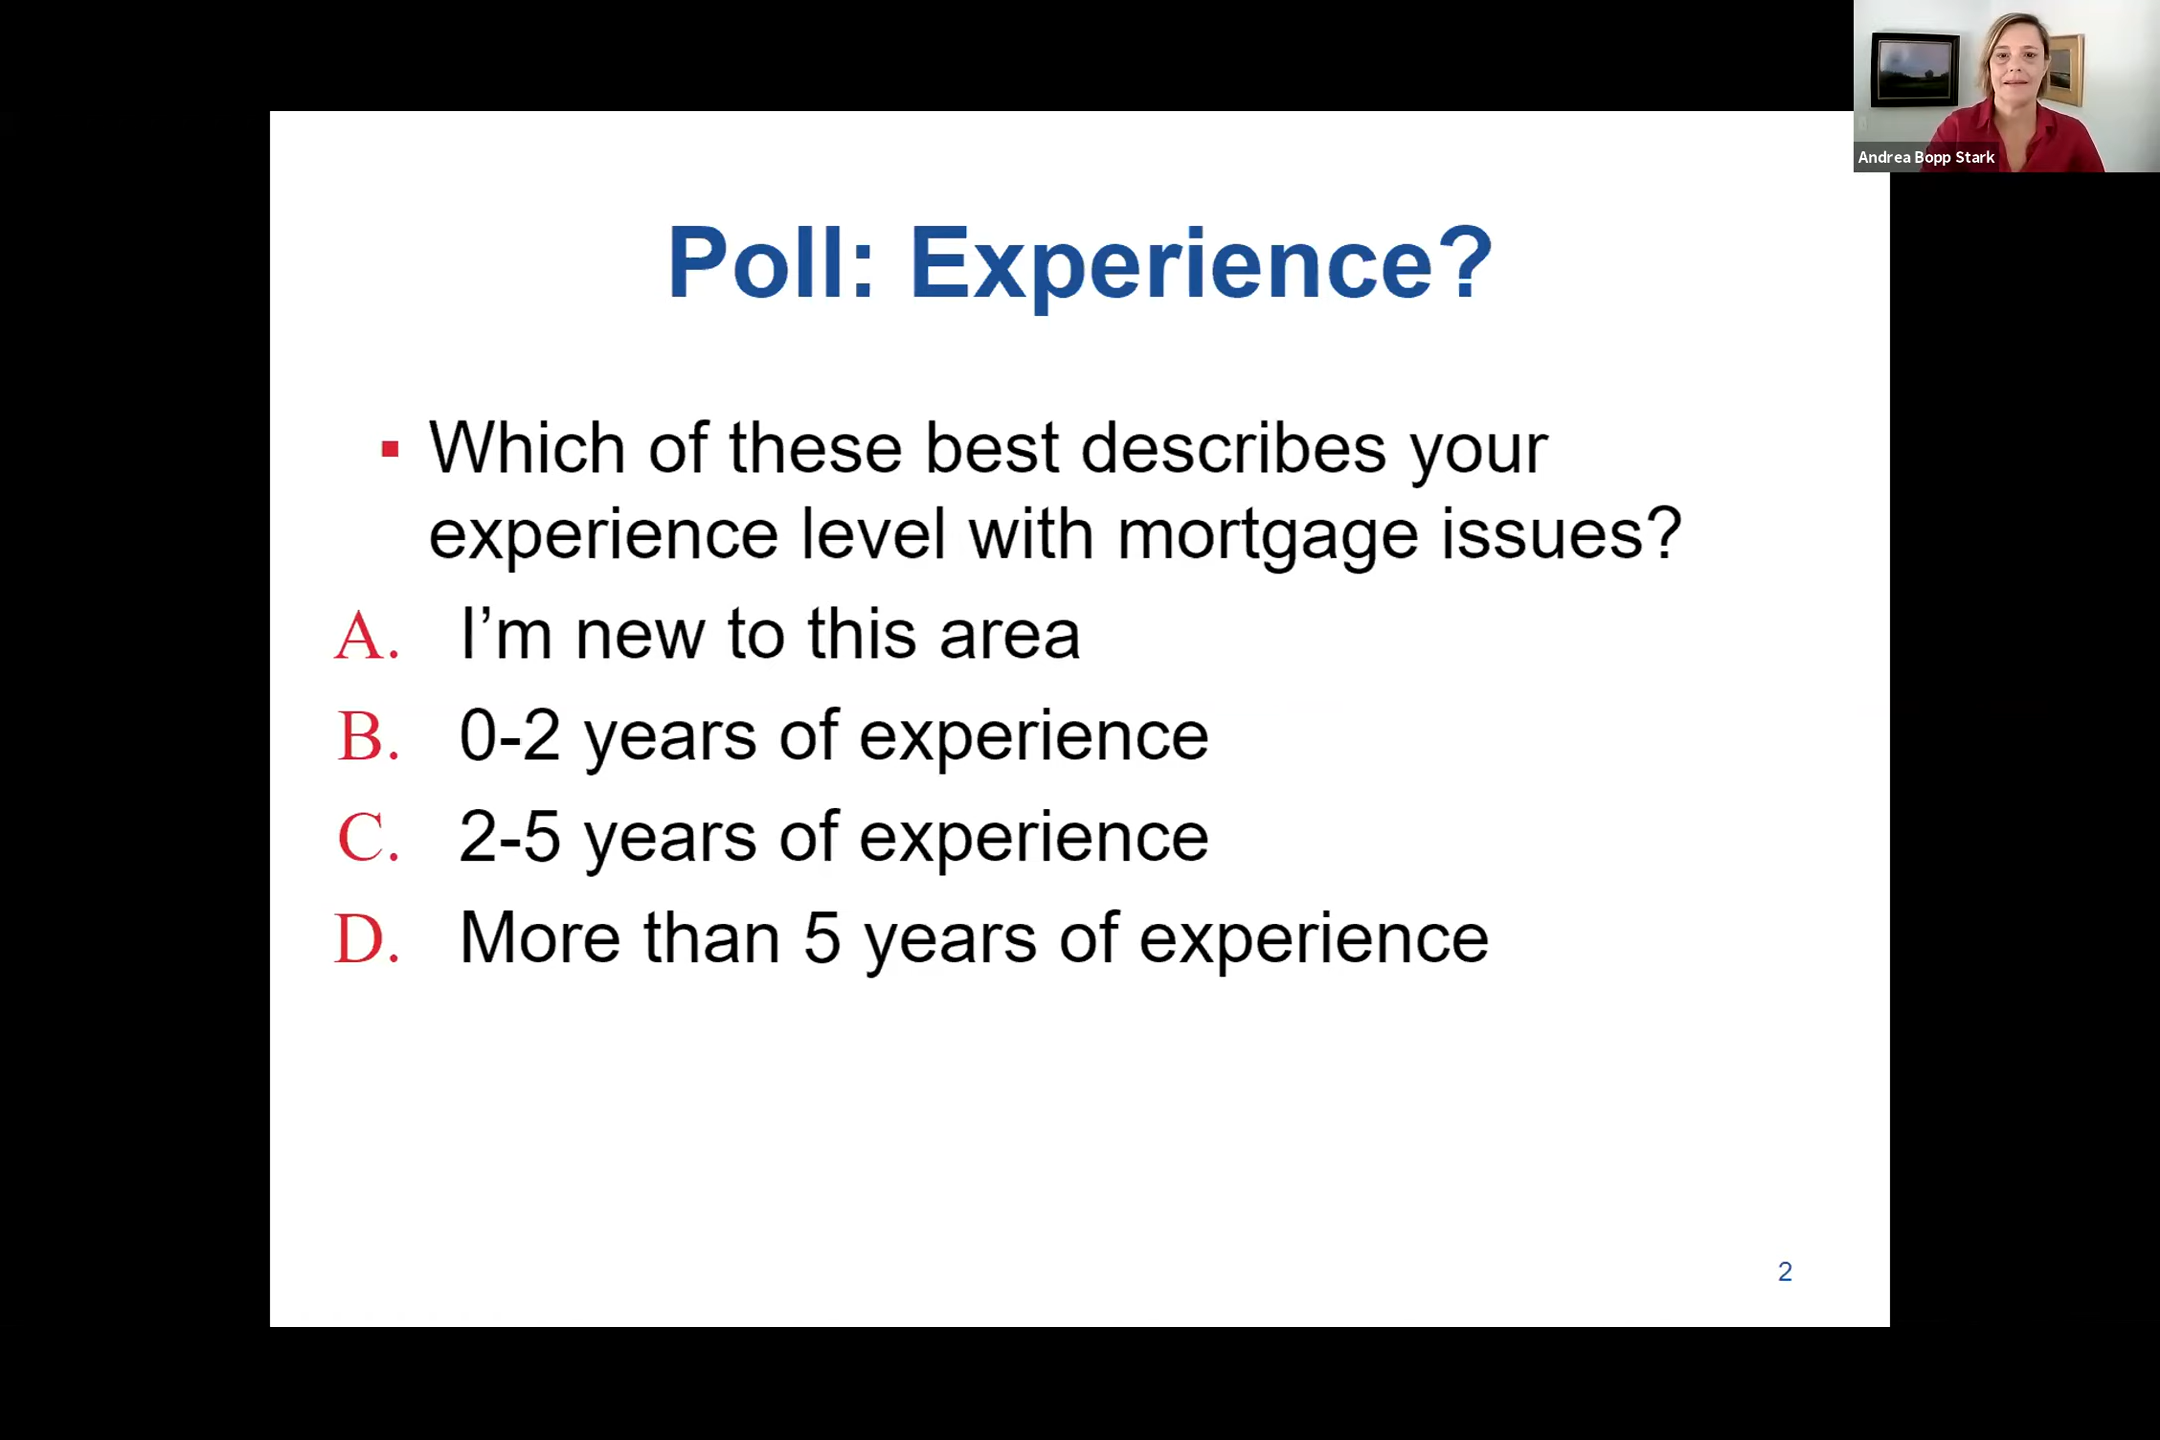 Andrea Bopp Stark
Poll: Experience?
▪ Which of these best describes your
experience level with mortgage issues?
A. I’m new to this area
B. 0-2 years of experience
C. 2-5 years of experience
D. More than 5 years of experience
2